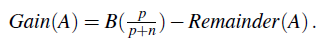 Gain(A) = B(p/p+n) − Remainder(A).